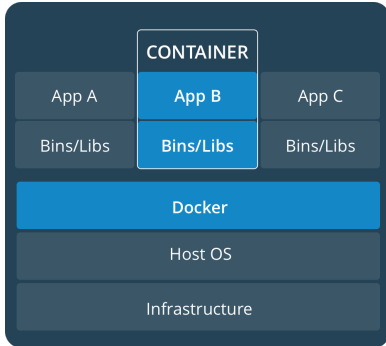 CONTAINER
App A App B App C
Bins/Libs Bins/Libs Bins/Libs
Docker
Host OS
Infrastructure